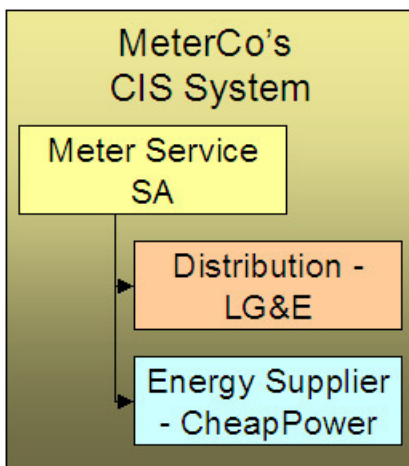 MeterCo's
CIS System
Meter Service
SA
Distribution -
LG&E
Energy Supplier
- CheapPower